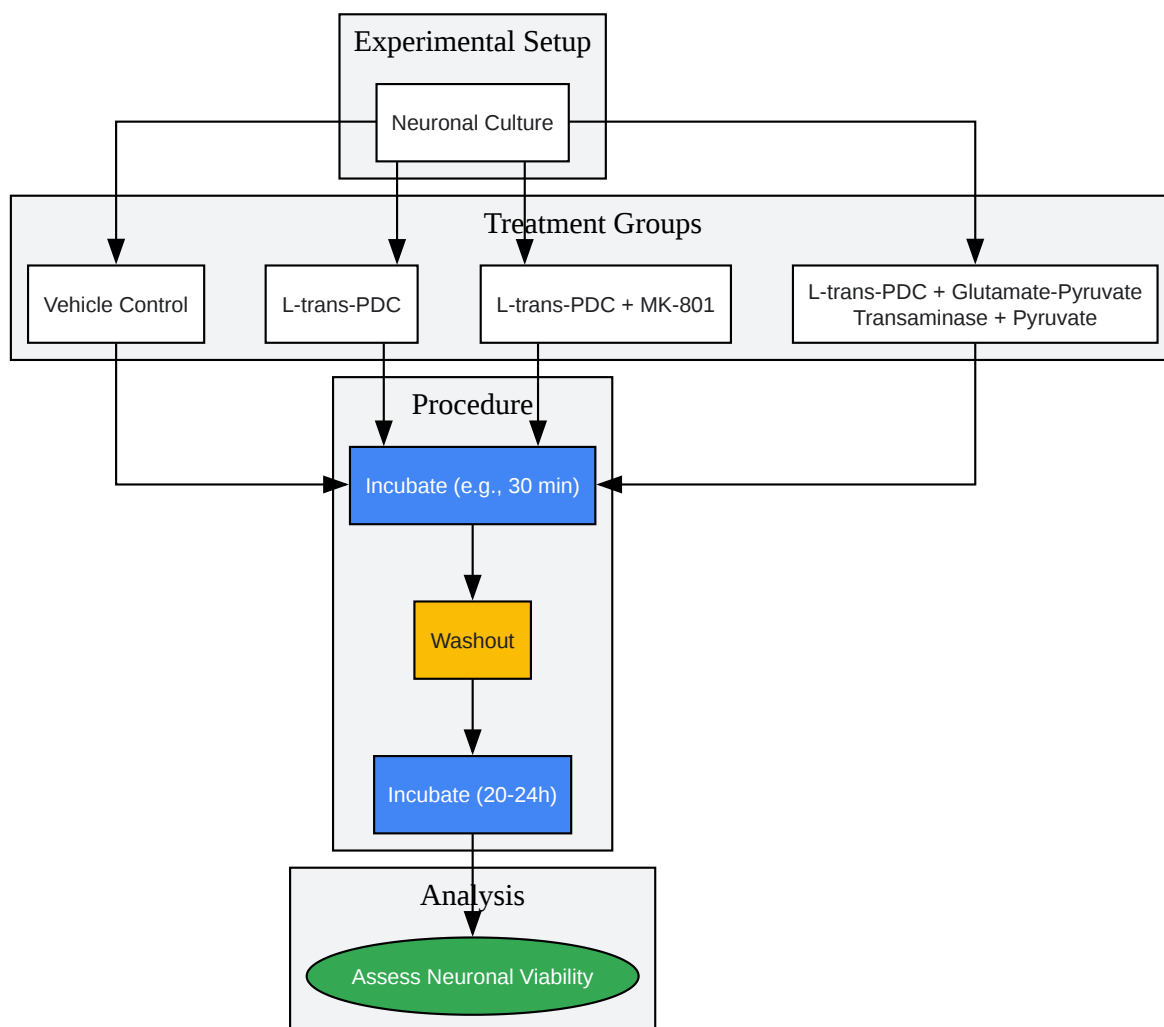 Experimental Setup
Neuronal Culture
Treatment Groups
Vehicle Control
L-trans-PDC
L-trans-PDC + MK-801
L-trans-PDC + Glutamate-Pyruvate
Transaminase + Pyruvate
Procedure
Incubate (e.g., 30 min)
Washout
Incubate (20-24h)
Analysis
Assess Neuronal Viability